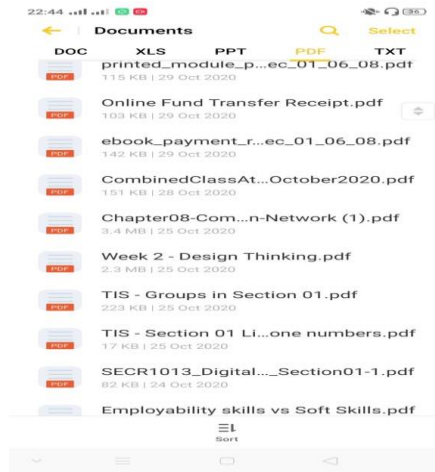 22:44
36
Documents
Select
DOC XLS PPT PDF TXT
printed_module_p...ec_01_06_08.pdf
PDF
115 KB | 29 Oct 2020
Online Fund Transfer Receipt.pdf
PDF
103 KB | 29 Oct 2020
ebook_payment_r...ec_01_06_08.pdf
PDF
142 KB | 29 Oct 2020
CombinedClassAt...October2020.pdf
PDF
151 KB | 28 Oct 2020
Chapter08-Com...n-Network (1).pdf
PDF
3.4 MB | 25 Oct 2020
Week 2 - Design Thinking.pdf
PDF
2.3 MB | 25 Oct 2020
TIS - Groups in Section 01.pdf
PDF
223 KB | 25 Oct 2020
TIS - Section 01 Li...one numbers.pdf
PDF
17 KB | 25 Oct 2020
SECR1013_Digital..._Section01-1.pdf
PDF
82 KB | 24 Oct 2020
Employability skills vs Soft Skills.pdf
Sort